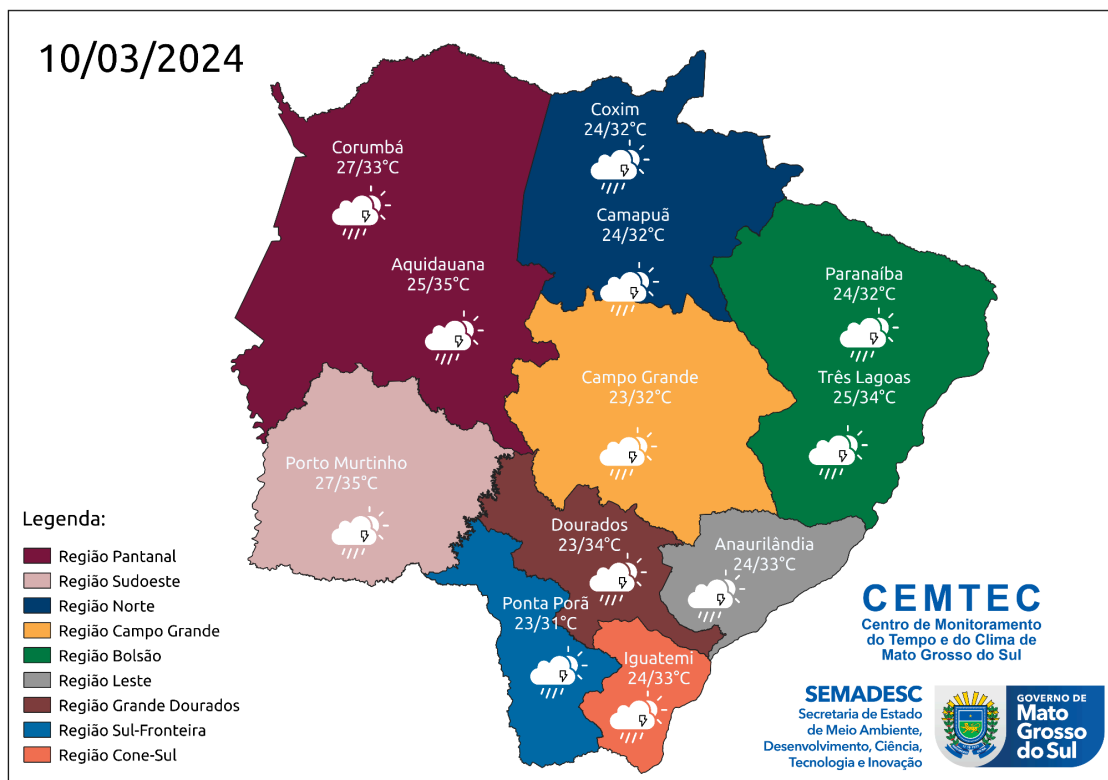 10/03/2024
Coxim
24/32°C
Corumbá
27/33°C
Camapuã
24/32°C
Aquidauana
25/35°C
Paranaíba
24/32°C
Campo Grande
23/32°C
Três Lagoas
25/34°C
Porto Murtinho
27/35°C
Dourados
23/34°C
Anaurilândia
24/33°C
Ponta Porã
23/31°C
Iguatemi
24/33°C
Legenda:
Região Pantanal
Região Sudoeste
Região Norte
Região Campo Grande
Região Bolsão
Região Leste
Região Grande Dourados
Região Sul-Fronteira
Região Cone-Sul
CEMTEC
Centro de Monitoramento
do Tempo e do Clima de
Mato Grosso do Sul
SEMADESC
Secretaria de Estado
de Meio Ambiente,
Desenvolvimento, Ciência,
Tecnologia e Inovação
GOVERNO DE
Mato
Grosso
do Sul